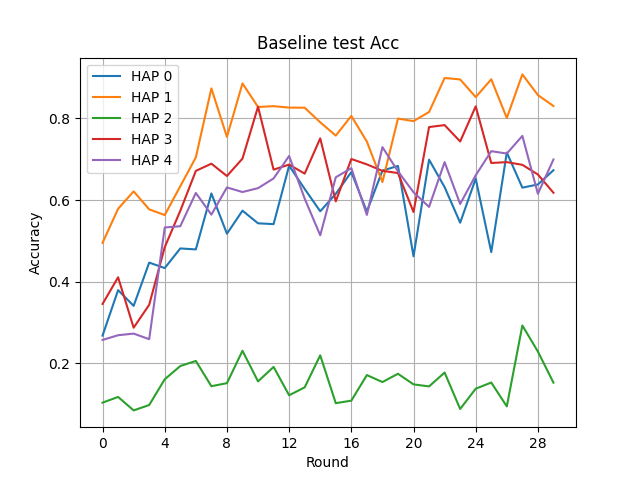 Baseline test Acc
HAP 0
HAP 1
HAP 2
HAP 3
HAP 4
0.8
0.6
0.4
0.2
Accuracy
0 4 8 12 16 20 24 28
Round